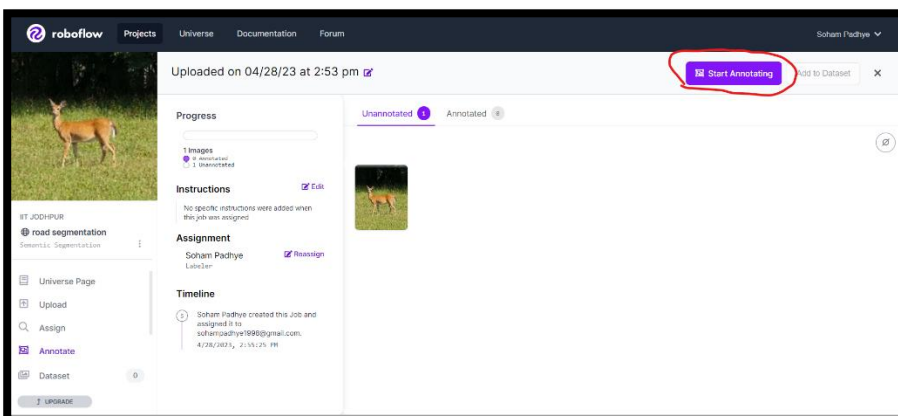 roboflow Projects Universe Documentation Forum Soham Padhye
Uploaded on 04/28/23 at 2:53 pm
Start Annotating Add to Dataset
Progress
1 Images
0 Annotated
1 Unannotated
Instructions Edit
No specific instructions were added when
this job was assigned
Assignment
Soham Padhye Reassign
Labeler
Timeline
S Soham Padhye created this Job and
assigned it to
sohampadhye1998@gmail.com.
4/28/2023, 2:55:25 PM
Unannotated 1 Annotated 0
IIT JODHPUR
road segmentation
Semantic Segmentation
Universe Page
Upload
Assign
Annotate
Dataset 0
UPGRADE